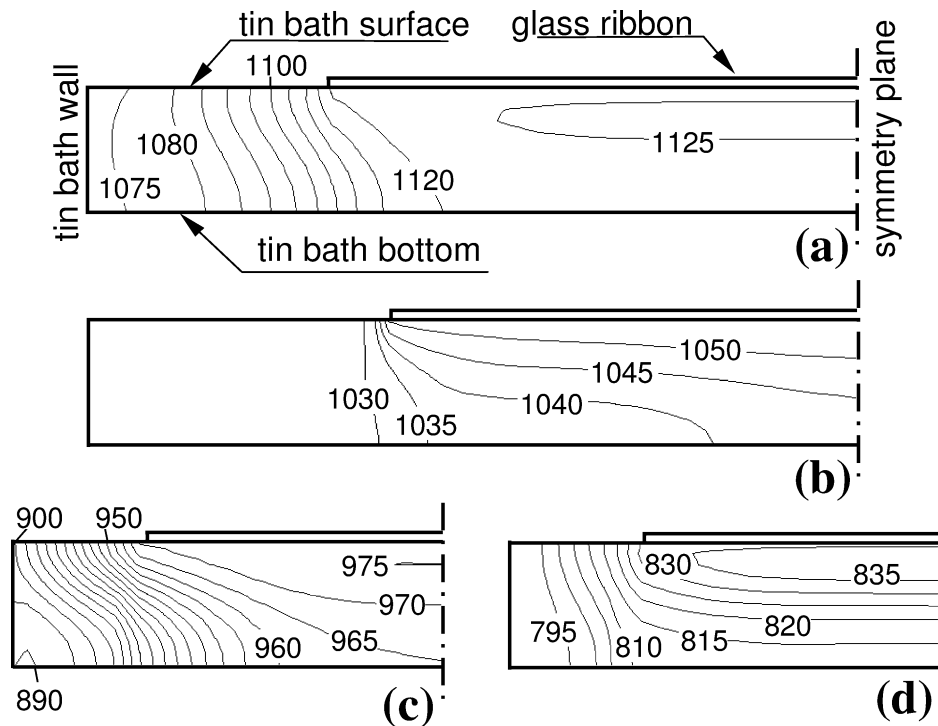 tin bath surface
glass ribbon
1100
tin bath wall
1080
1075
1120
1125
symmetry plane
tin bath bottom
(a)
1050
1045
1040
1030
1035
(b)
900
950
975
970
965
960
890
(c)
830
835
820
815
810
795
(d)